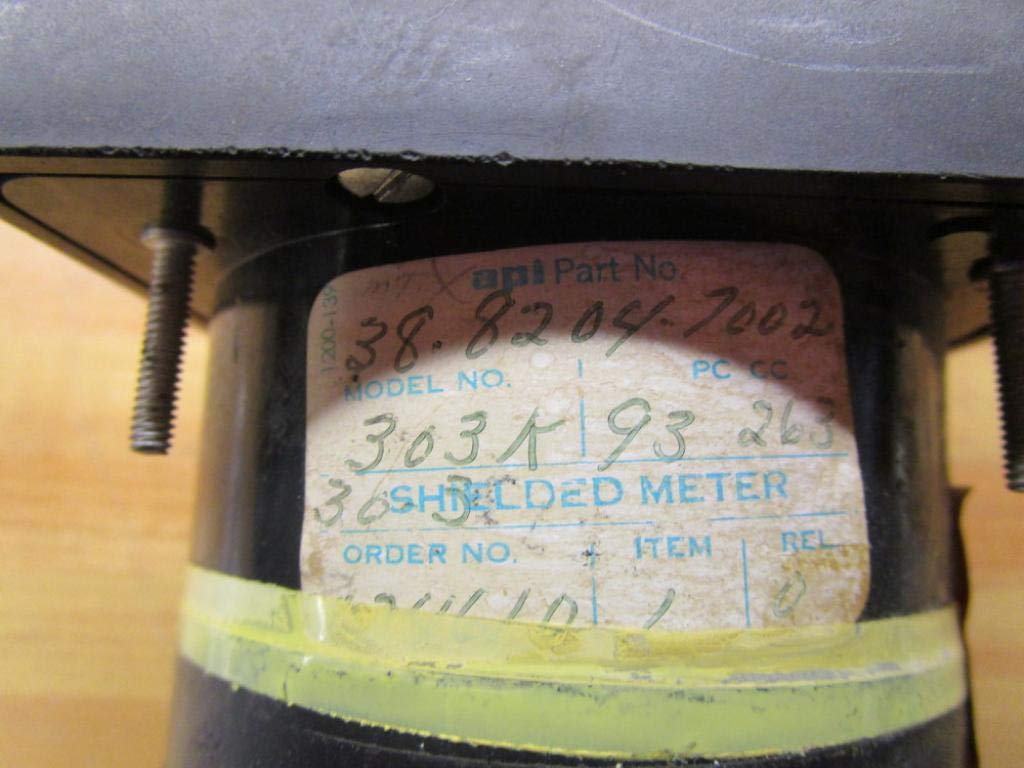 api Part No.
38.8204-7002
MODEL NO. PC CC
303K 93 263
SHIELDED METER
ORDER NO. ITEM REL
1 0